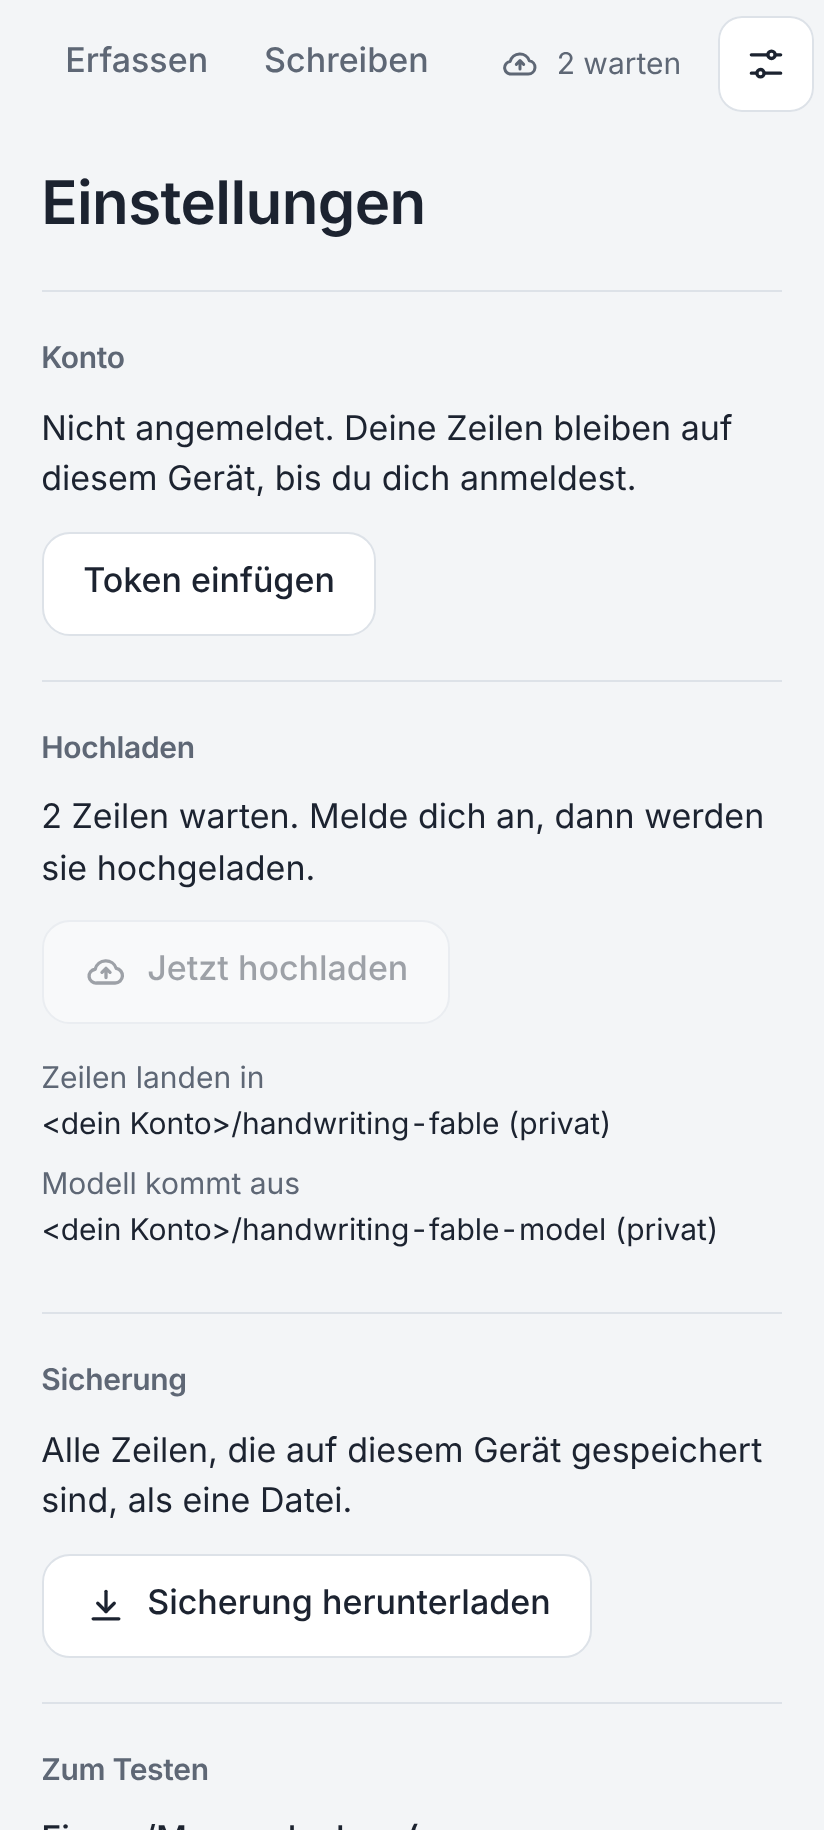 Erfassen Schreiben 2 warten
Einstellungen
Konto
Nicht angemeldet. Deine Zeilen bleiben auf
diesem Gerät, bis du dich anmeldest.
Token einfügen
Hochladen
2 Zeilen warten. Melde dich an, dann werden
sie hochgeladen.
Jetzt hochladen
Zeilen landen in
<dein Konto>/handwriting-fable (privat)
Modell kommt aus
<dein Konto>/handwriting-fable-model (privat)
Sicherung
Alle Zeilen, die auf diesem Gerät gespeichert
sind, als eine Datei.
Sicherung herunterladen
Zum Testen